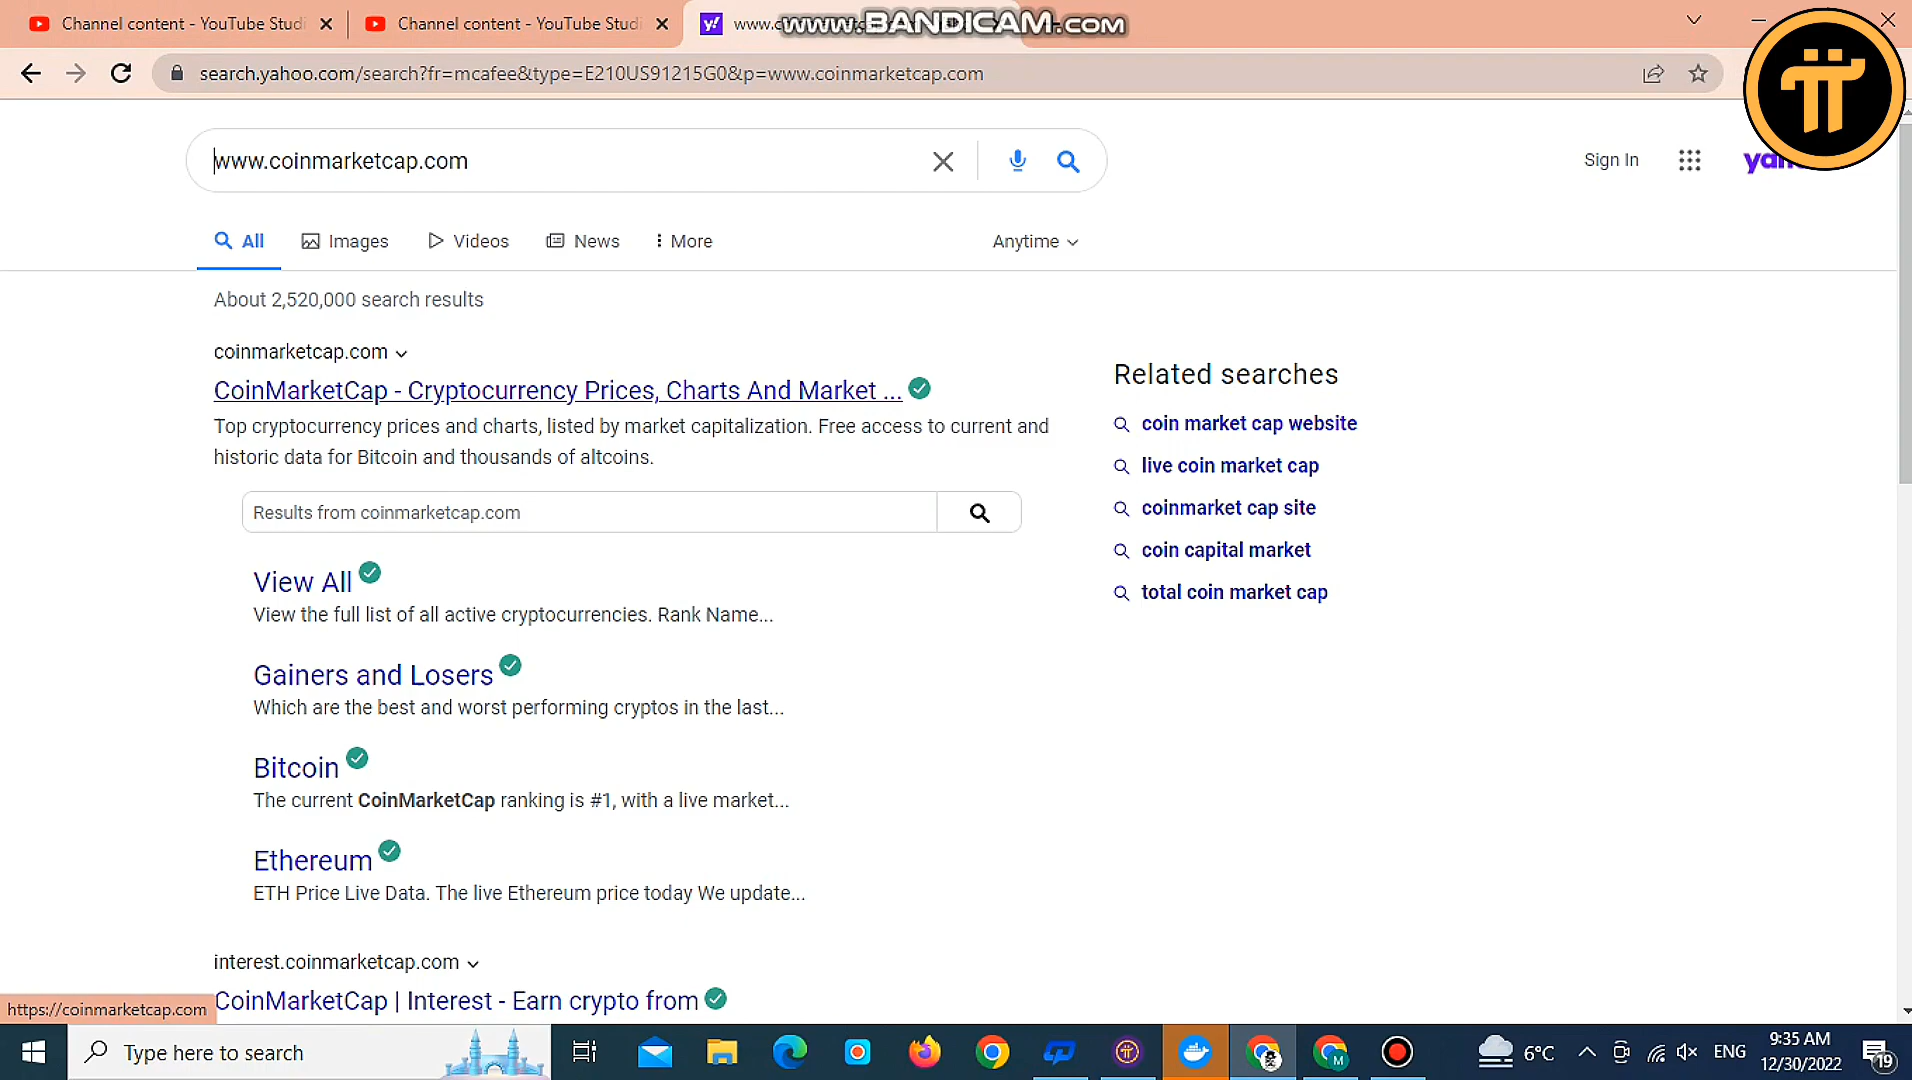 Channel content - YouTube Studi
Channel content - YouTube Studi
www.c
www.BANDICAM.com
search.yahoo.com/search?fr=mcafee&type=E210US91215G0&p=www.coinmarketcap.com
www.coinmarketcap.com
Sign In
All
Images
Videos
News
More
Anytime
About 2,520,000 search results
coinmarketcap.com
CoinMarketCap - Cryptocurrency Prices, Charts And Market ...
Top cryptocurrency prices and charts, listed by market capitalization. Free access to current and
historic data for Bitcoin and thousands of altcoins.
Results from coinmarketcap.com
View All
View the full list of all active cryptocurrencies. Rank Name...
Gainers and Losers
Which are the best and worst performing cryptos in the last...
Bitcoin
The current CoinMarketCap ranking is #1, with a live market...
Ethereum
ETH Price Live Data. The live Ethereum price today We update...
interest.coinmarketcap.com
CoinMarketCap | Interest - Earn crypto from
Related searches
coin market cap website
live coin market cap
coinmarket cap site
coin capital market
total coin market cap
https://coinmarketcap.com
Type here to search
6°C
ENG
9:35 AM
12/30/2022
19